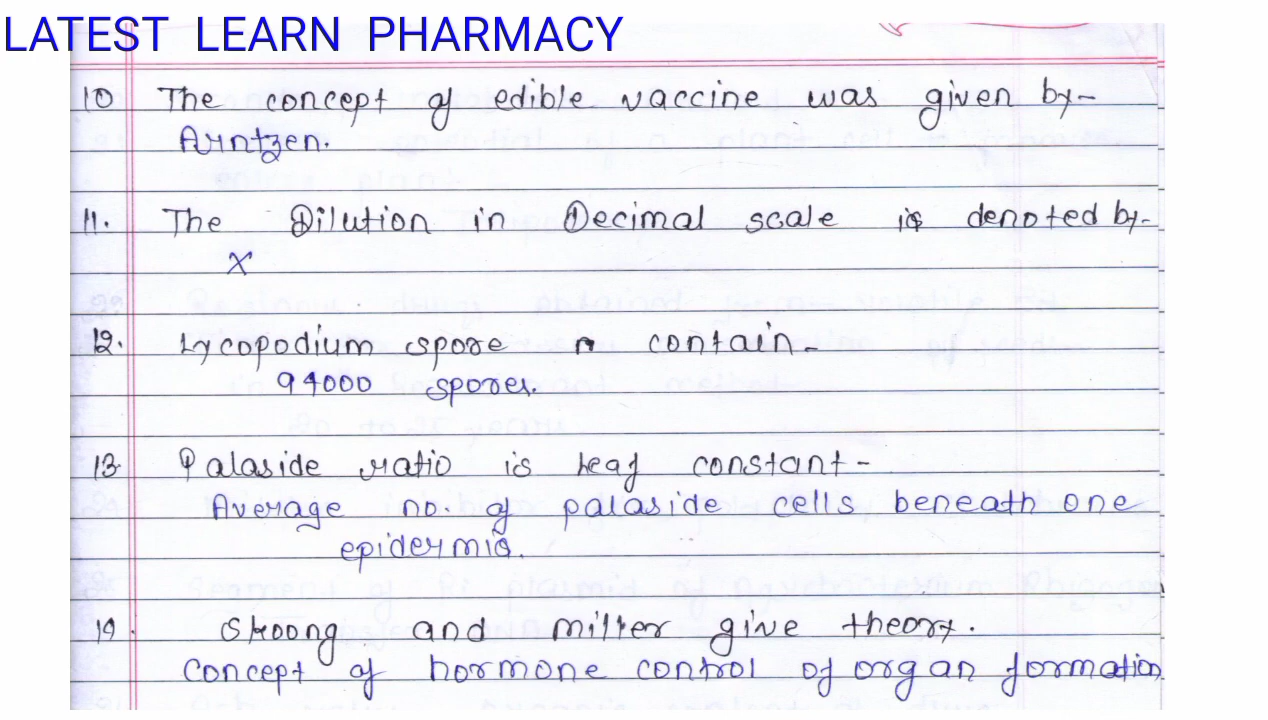 LATEST LEARN PHARMACY
10 The concept of edible vaccine was given by-
Arntzen.
11. The Dilution in Decimal scale is denoted by-
X
12. Lycopodium spore contain-
94000 spores.
13. Palaside ratio is leaf constant-
Average no. of palaside cells beneath one
epidermis.
14. Skoong and miller give theory.
concept of hormone control of organ formation